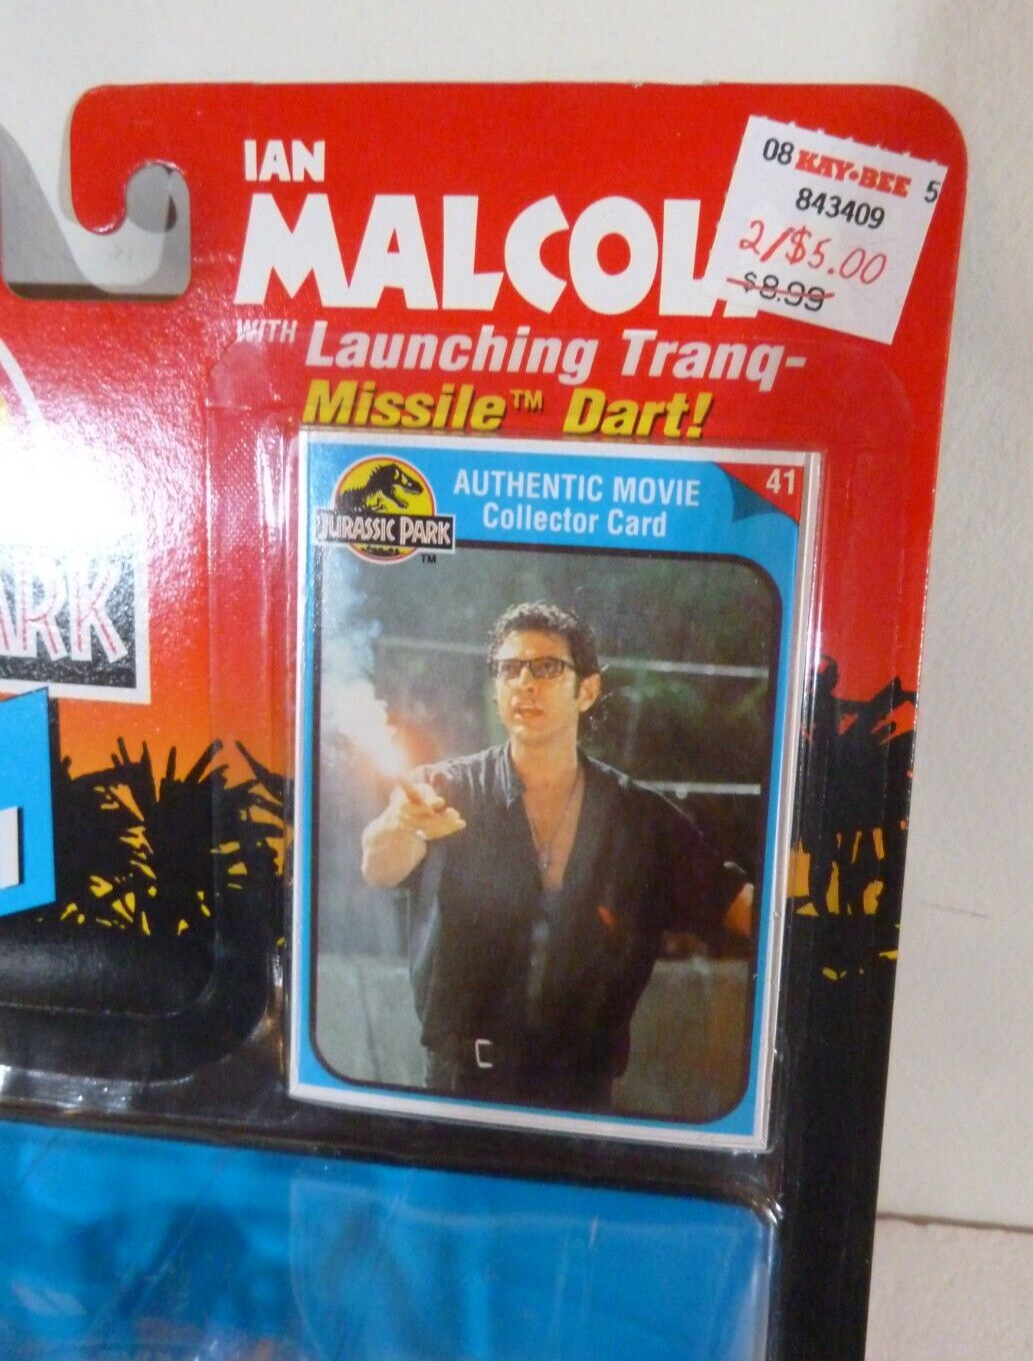 IAN
MALCOLM
WITH Launching Tranq-
Missile™ Dart!
08 KAY•BEE 5
843409
2/$5.00
$8.99
AUTHENTIC MOVIE
Collector Card
41
JURASSIC PARK
TM
ARK